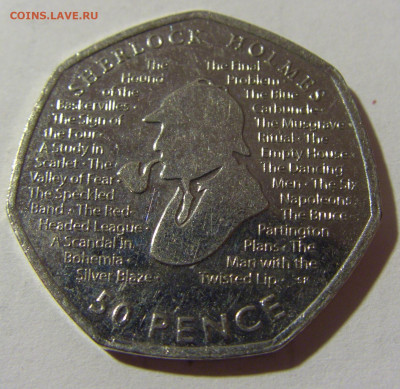 COINS.LAVE.RU
SHERLOCK HOLMES
The
Hound
of the
Baskervilles ·
The Sign of
the Four ·
A Study in
Scarlet · The
Valley of Fear ·
The Speckled
Band · The Red-
Headed League ·
A Scandal in
Bohemia ·
Silver Blaze ·
The Final
Problem ·
The Blue
Carbuncle ·
The Musgrave
Ritual · The
Empty House ·
The Dancing
Men · The Six
Napoleons ·
The Bruce-
Partington
Plans · The
Man with the
Twisted Lip ·
50 PENCE